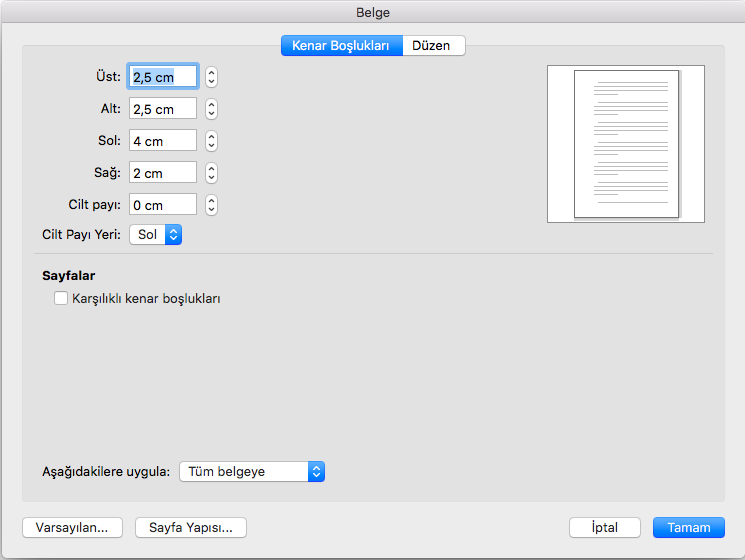 Belge
Kenar Boşlukları Düzen
Üst: 2,5 cm
Alt: 2,5 cm
Sol: 4 cm
Sağ: 2 cm
Cilt payı: 0 cm
Cilt Payı Yeri: Sol
Sayfalar
Karşılıklı kenar boşlukları
Aşağıdakilere uygula: Tüm belgeye
Varsayılan... Sayfa Yapısı... İptal Tamam